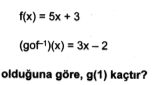 f(x) = 5x + 3
(gof⁻¹)(x) = 3x – 2
olduğuna göre, g(1) kaçtır?